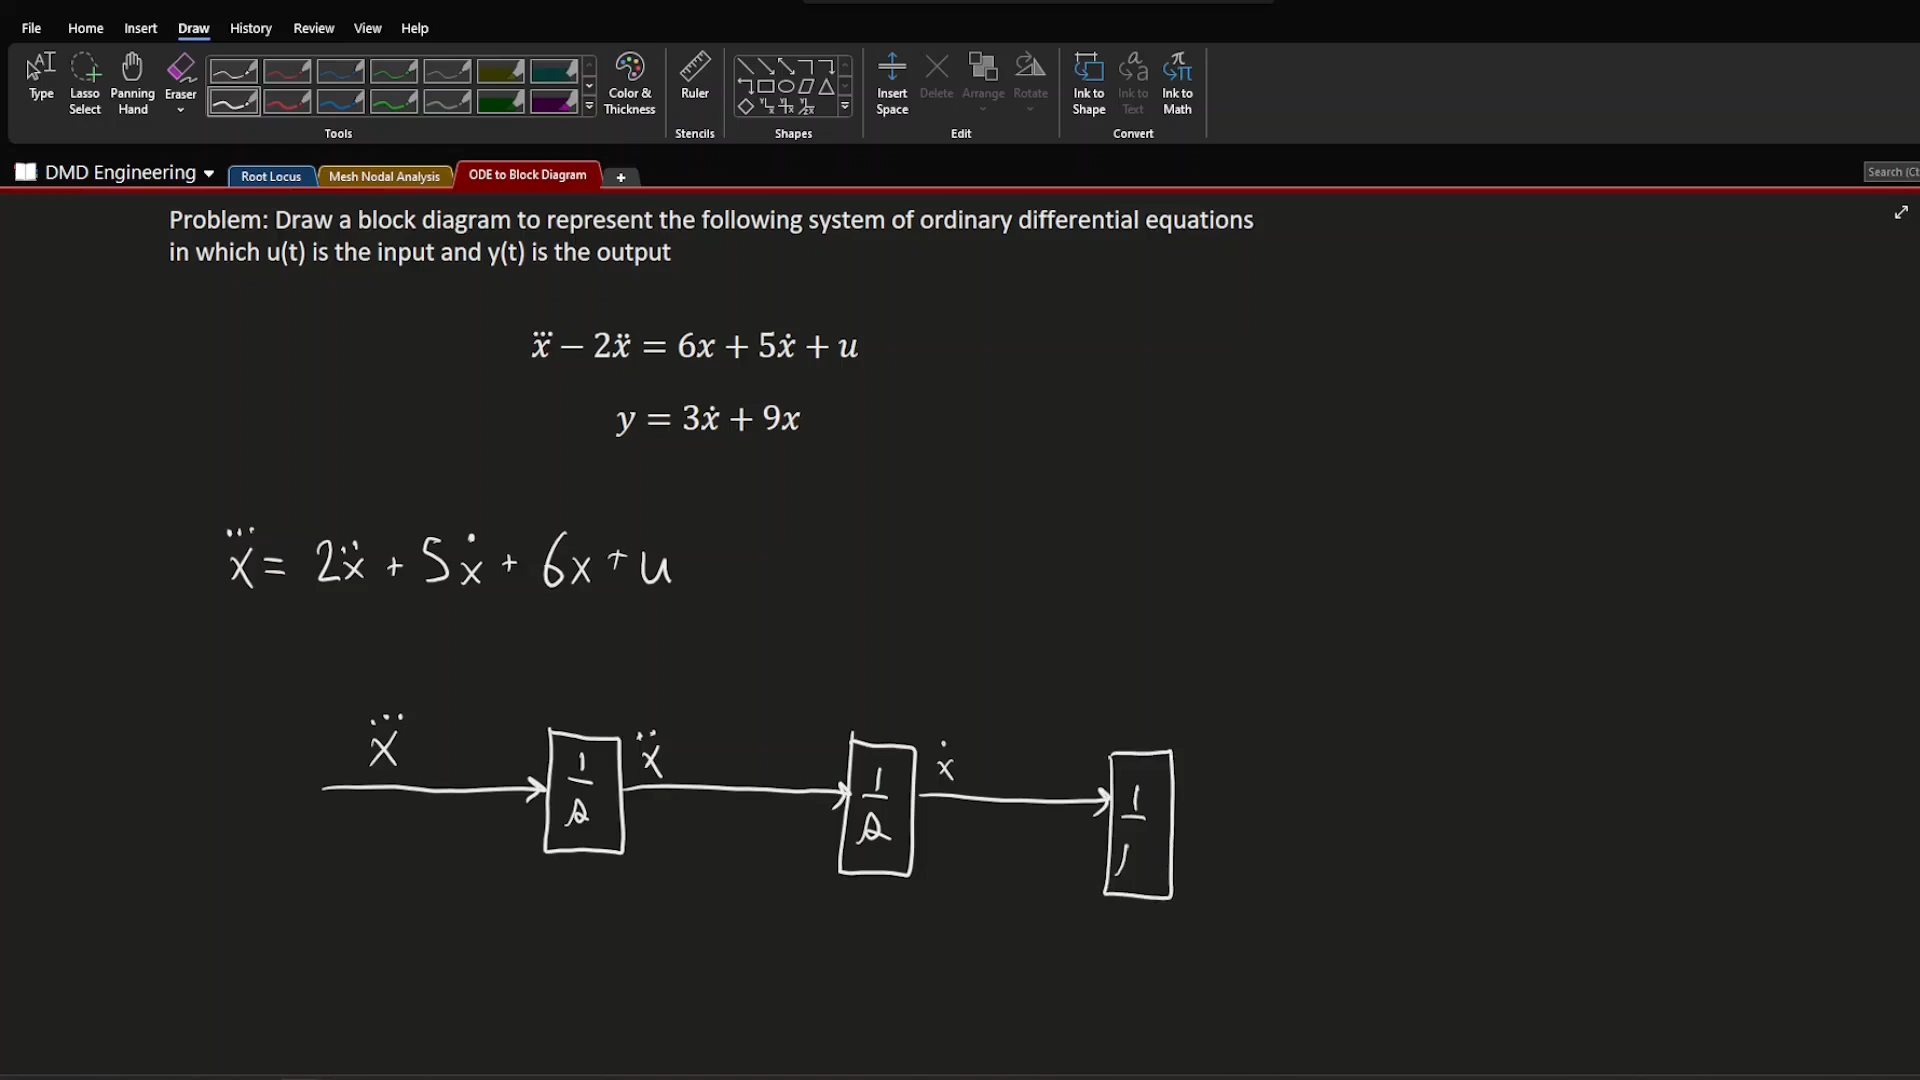 File Home Insert Draw History Review View Help
Type Lasso Select Panning Hand Eraser Color & Thickness Ruler Insert Space Delete Arrange Rotate Ink to Shape Ink to Text Ink to Math
Tools Stencils Shapes Edit Convert
DMD Engineering Root Locus Mesh Nodal Analysis ODE to Block Diagram + Search (Ct
Problem: Draw a block diagram to represent the following system of ordinary differential equations
in which u(t) is the input and y(t) is the output
x⃛ − 2ẍ = 6x + 5ẋ + u
y = 3ẋ + 9x
x⃛ = 2ẍ + 5ẋ + 6x + u
x⃛ 1/s ẍ 1/s ẋ 1/